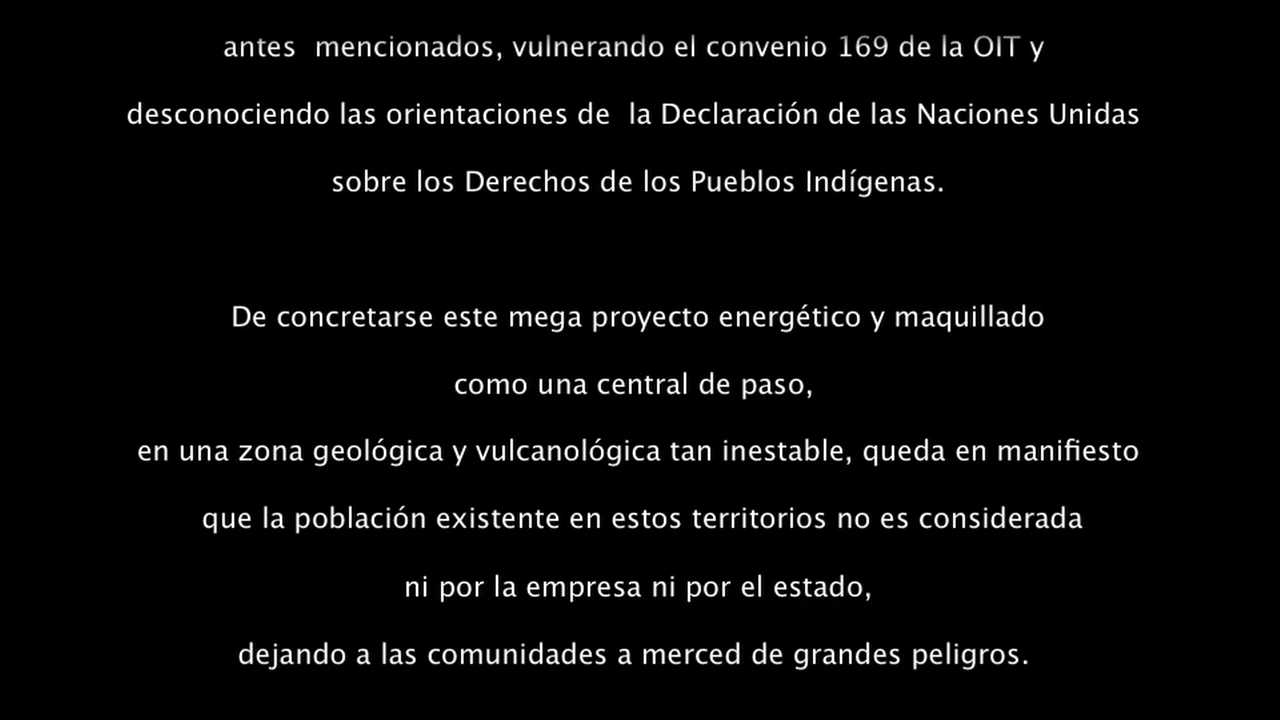 antes  mencionados, vulnerando el convenio 169 de la OIT y
desconociendo las orientaciones de  la Declaración de las Naciones Unidas
sobre los Derechos de los Pueblos Indígenas.
De concretarse este mega proyecto energético y maquillado
como una central de paso,
en una zona geológica y vulcanológica tan inestable, queda en manifiesto
que la población existente en estos territorios no es considerada
ni por la empresa ni por el estado,
dejando a las comunidades a merced de grandes peligros.